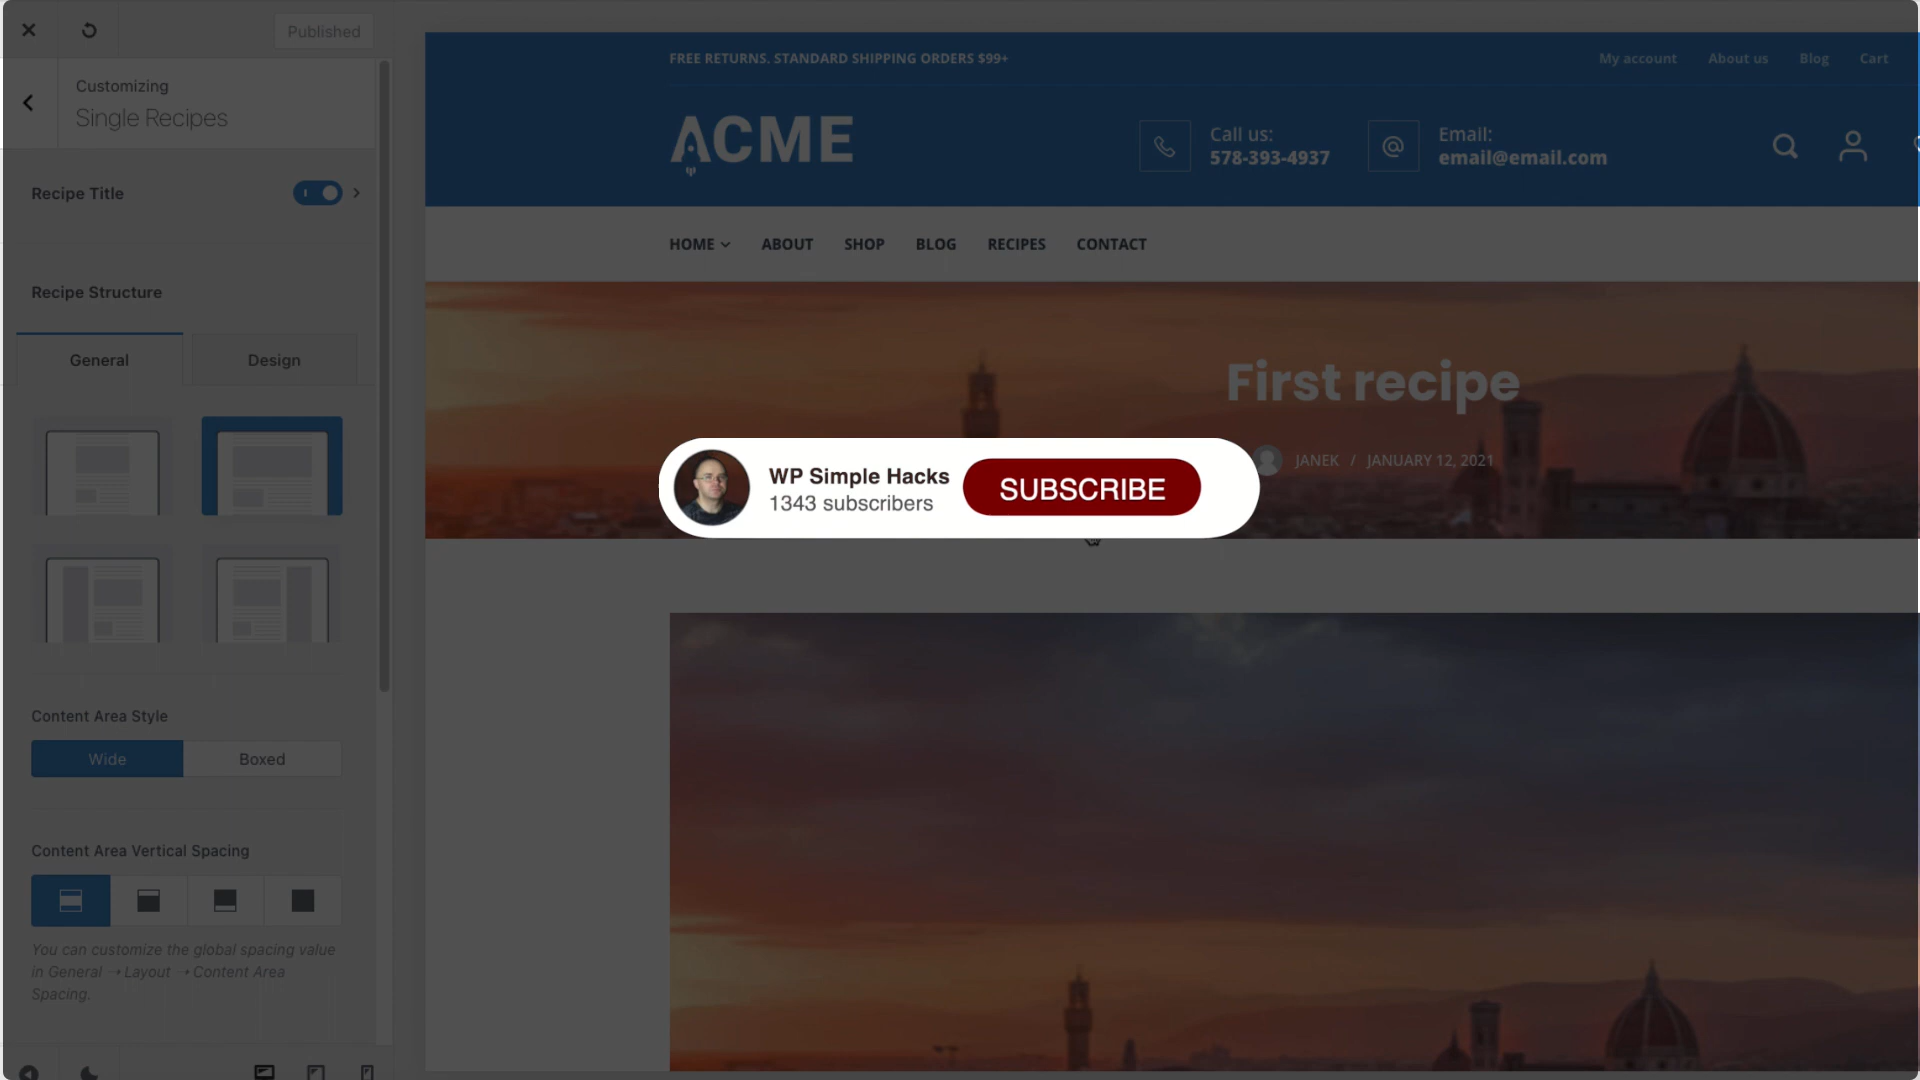 Published
Customizing
Single Recipes
Recipe Title
Recipe Structure
General
Design
Content Area Style
Wide
Boxed
Content Area Vertical Spacing
You can customize the global spacing value
in General ➝ Layout ➝ Content Area
Spacing.
FREE RETURNS. STANDARD SHIPPING ORDERS $99+
My account
About us
Blog
Cart
ACME
Call us:
578-393-4937
Email:
email@email.com
HOME
ABOUT
SHOP
BLOG
RECIPES
CONTACT
First recipe
JANEK / JANUARY 12, 2021
WP Simple Hacks
1343 subscribers
SUBSCRIBE